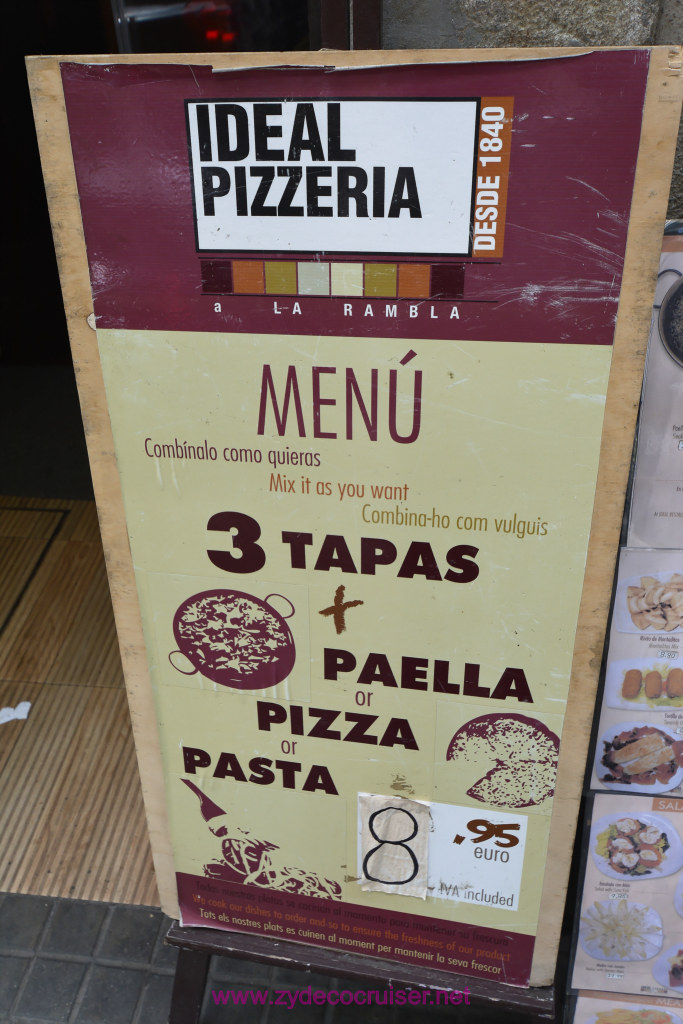 IDEAL
PIZZERIA
DESDE 1840
a LA RAMBLA
MENÚ
Combínalo como quieras
Mix it as you want
Combina-ho com vulguis
3 TAPAS
+
PAELLA
or
PIZZA
or
PASTA
8 .95
euro
IVA included
We cook our dishes to order and so to ensure the freshness of our product
Tots els nostres plats es cuinen al moment per mantenir la seva frescor
www.zydecocruiser.net